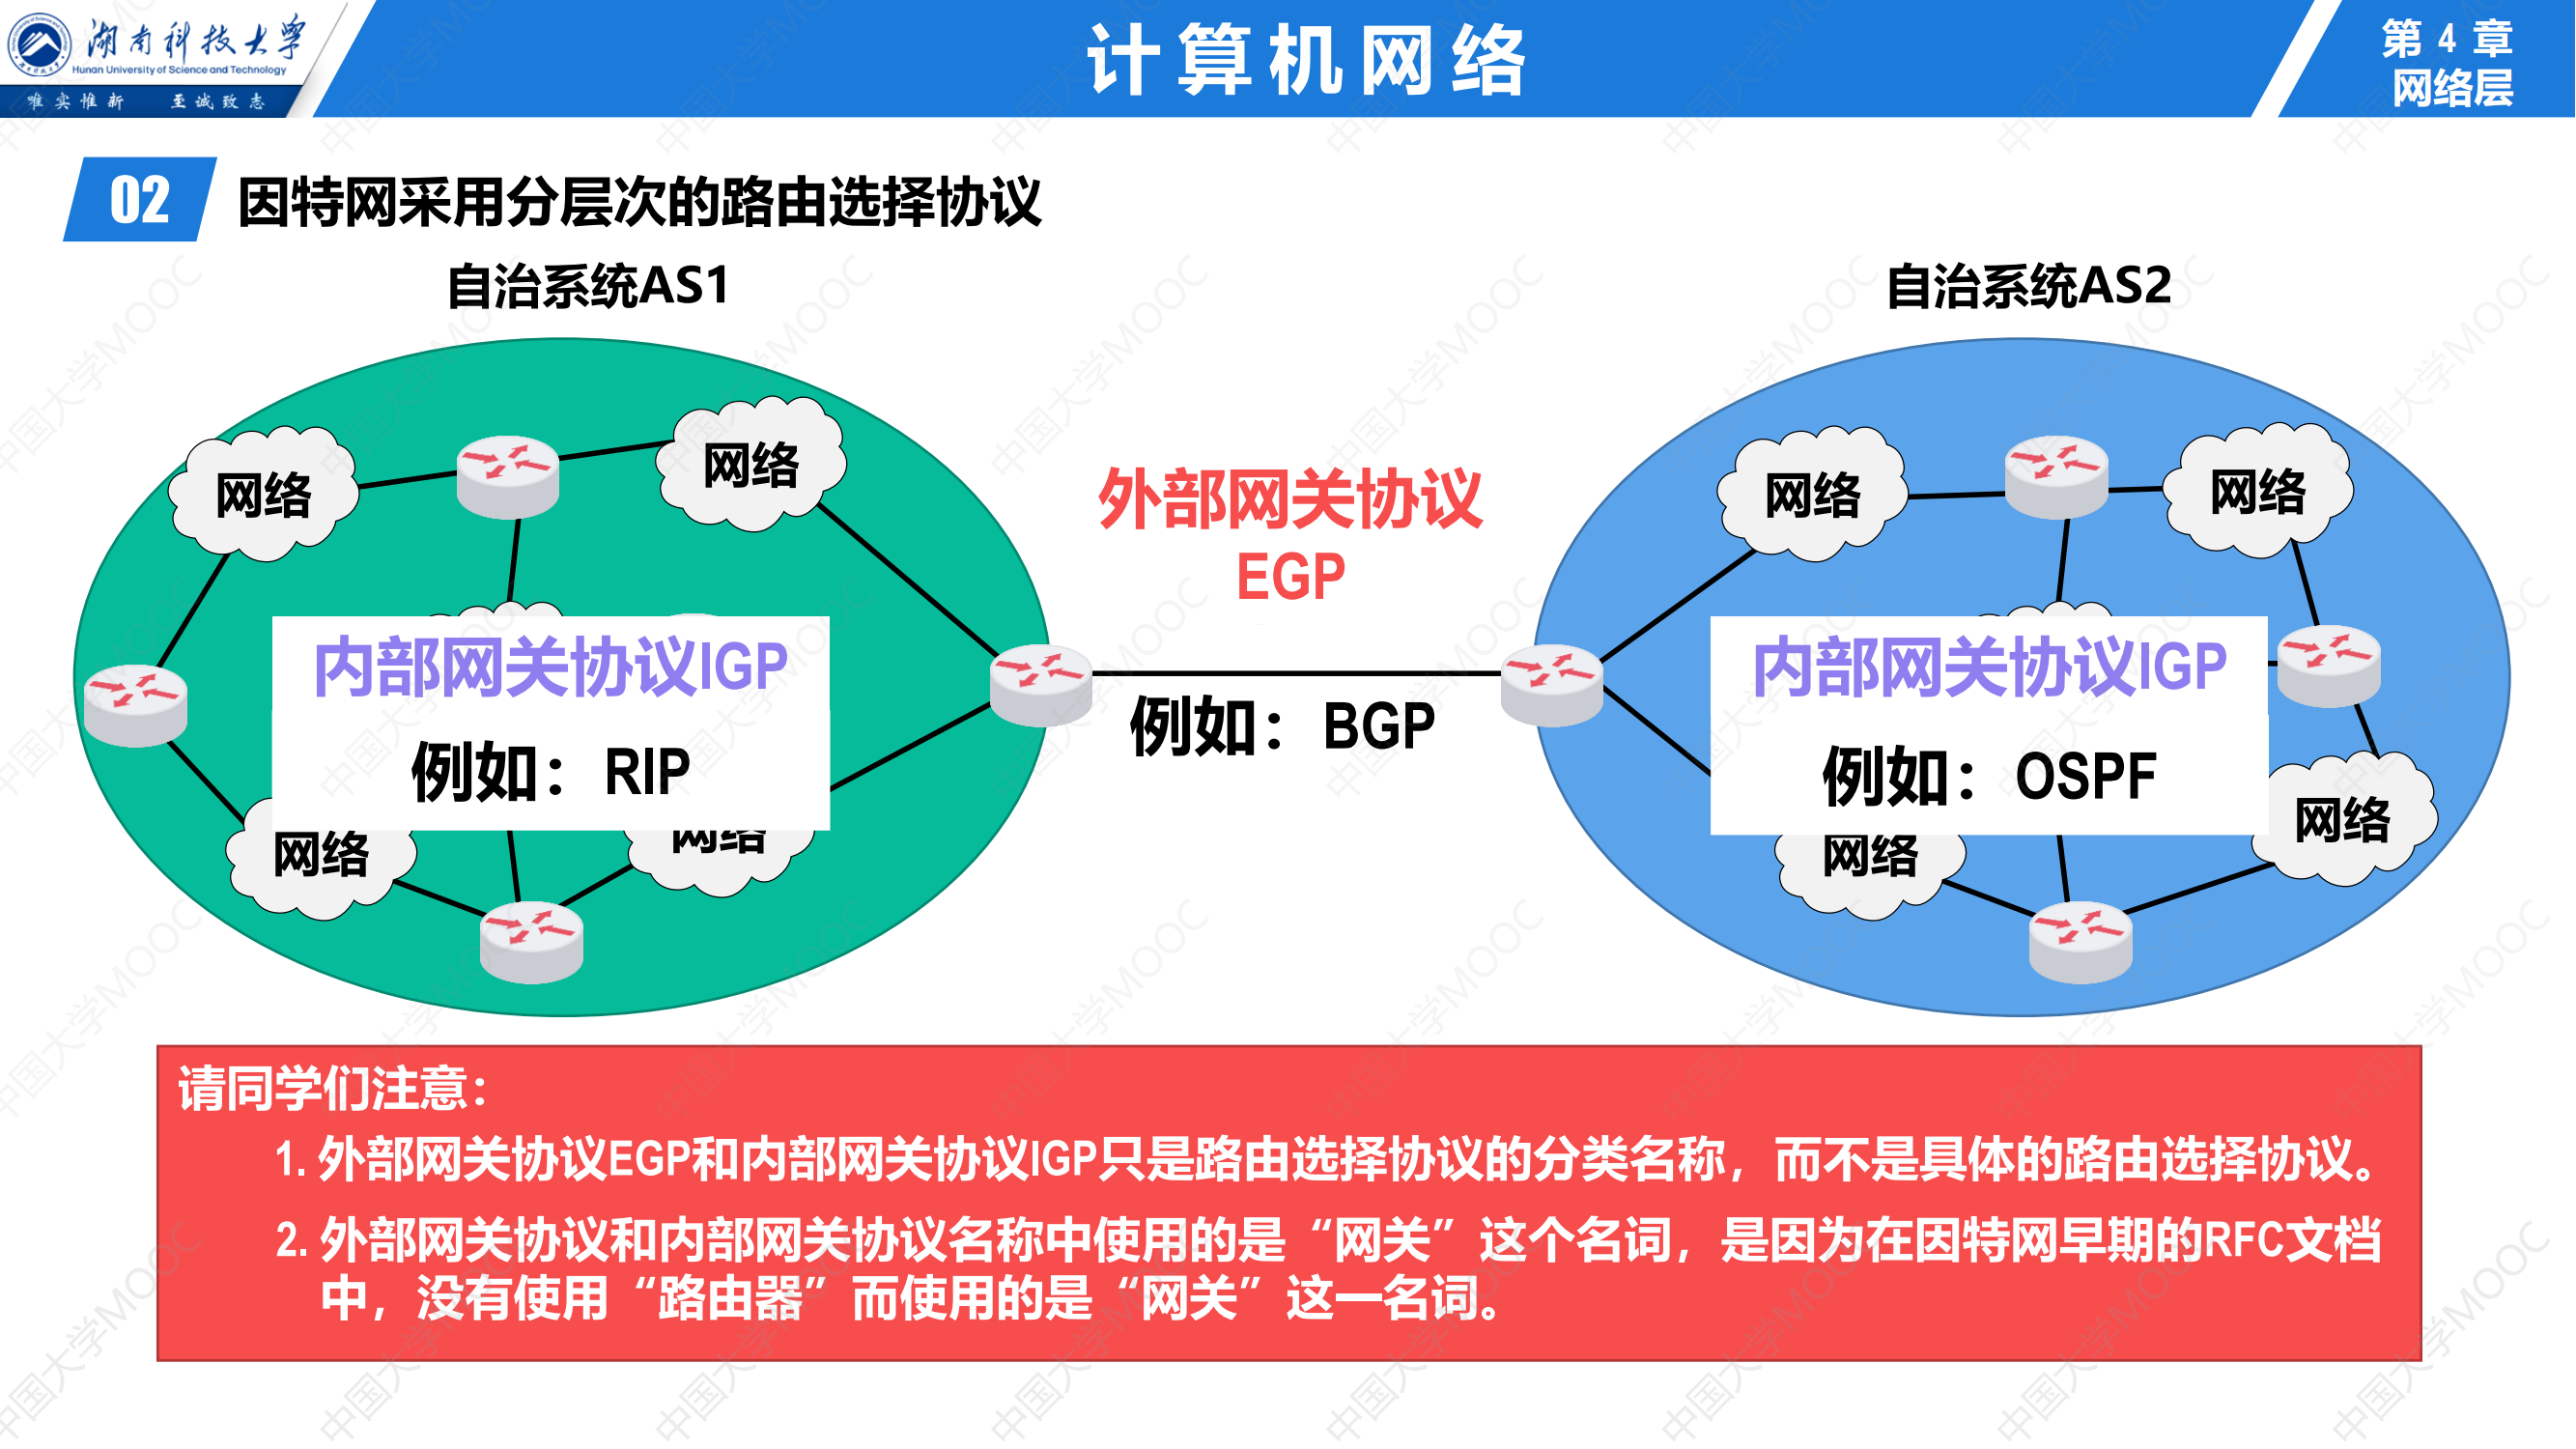 湖南科技大学
Hunan University of Science and Technology
唯实惟新 至诚致志
计算机网络
第 4 章
网络层
02 因特网采用分层次的路由选择协议
自治系统AS1
自治系统AS2
网络
网络
网络
网络
外部网关协议
EGP
内部网关协议IGP
例如：RIP
例如：BGP
内部网关协议IGP
例如：OSPF
网络
网络
网络
网络
请同学们注意：
1. 外部网关协议EGP和内部网关协议IGP只是路由选择协议的分类名称，而不是具体的路由选择协议。
2. 外部网关协议和内部网关协议名称中使用的是“网关”这个名词，是因为在因特网早期的RFC文档
中，没有使用“路由器”而使用的是“网关”这一名词。
中国大学MOOC